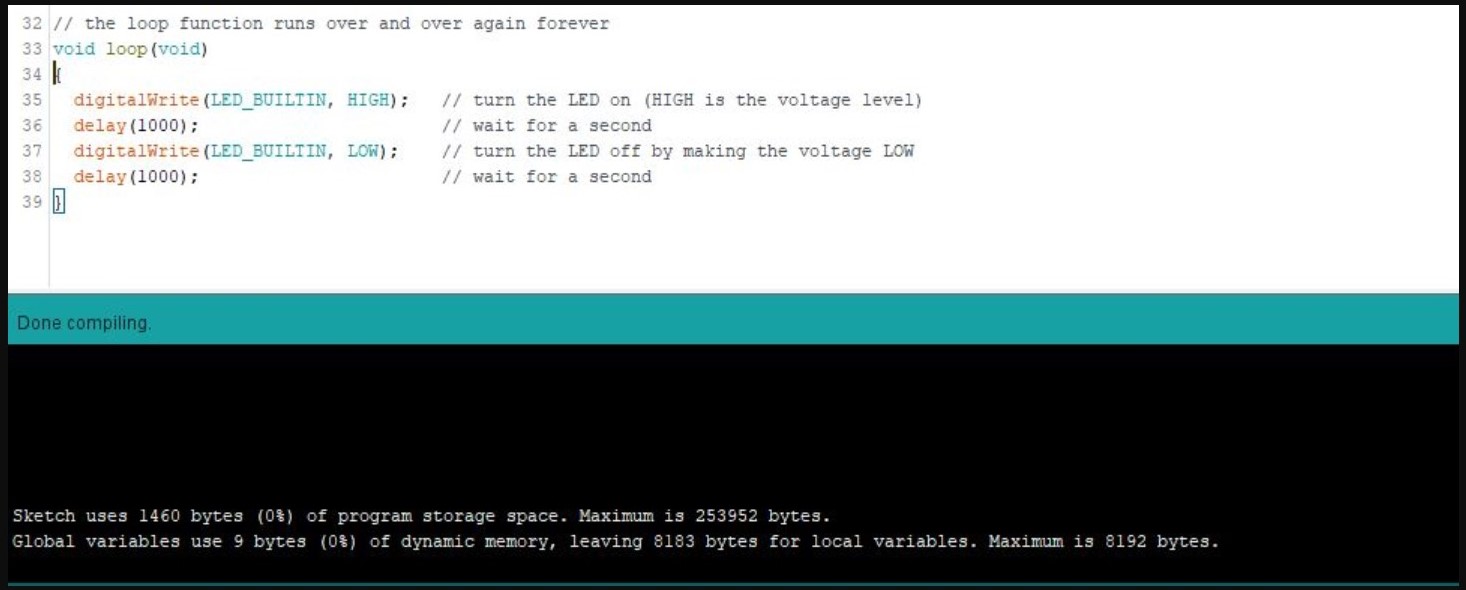 32 // the loop function runs over and over again forever
33 void loop(void)
34 {
35   digitalWrite(LED_BUILTIN, HIGH);   // turn the LED on (HIGH is the voltage level)
36   delay(1000);                       // wait for a second
37   digitalWrite(LED_BUILTIN, LOW);    // turn the LED off by making the voltage LOW
38   delay(1000);                       // wait for a second
39 }
Done compiling.
Sketch uses 1460 bytes (0%) of program storage space. Maximum is 253952 bytes.
Global variables use 9 bytes (0%) of dynamic memory, leaving 8183 bytes for local variables. Maximum is 8192 bytes.